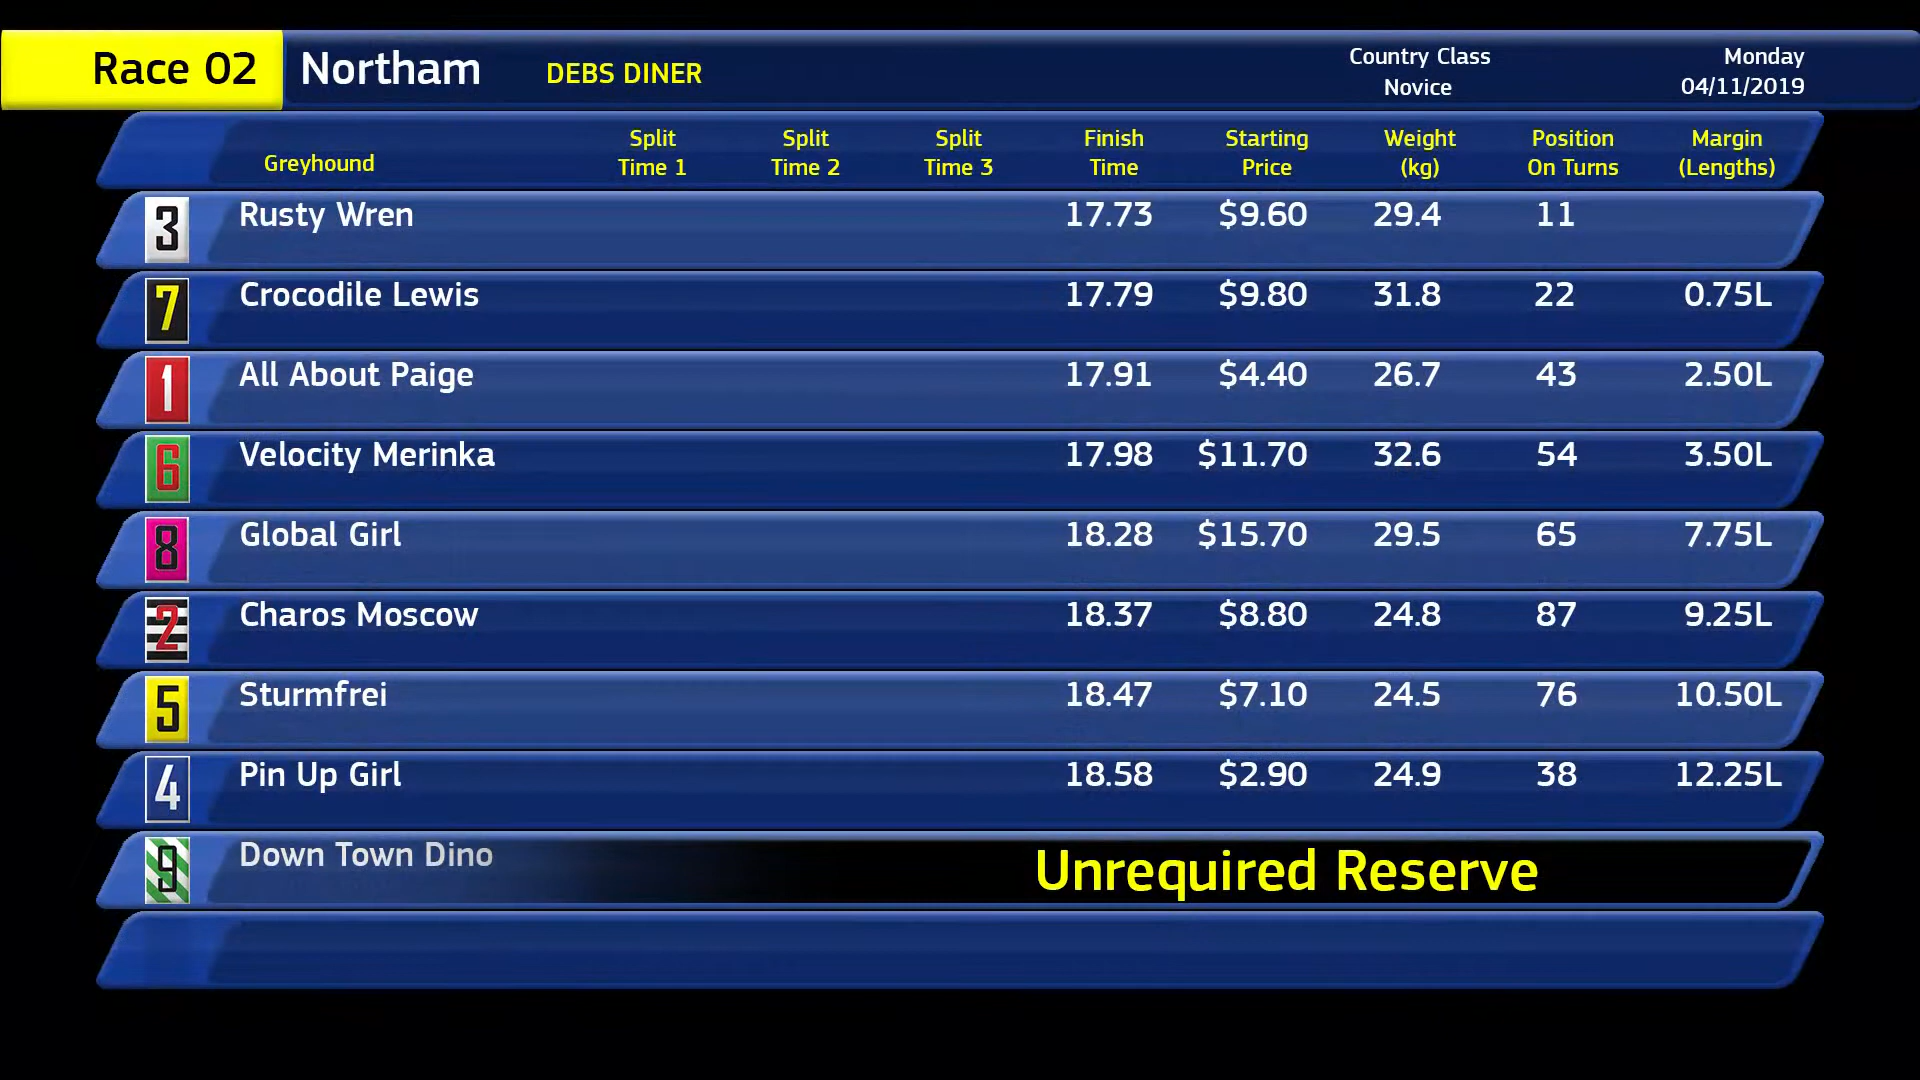 Race 02 Northam DEBS DINER Country Class Novice Monday 04/11/2019
Greyhound Split Time 1 Split Time 2 Split Time 3 Finish Time Starting Price Weight (kg) Position On Turns Margin (Lengths)
3 Rusty Wren 17.73 $9.60 29.4 11
7 Crocodile Lewis 17.79 $9.80 31.8 22 0.75L
1 All About Paige 17.91 $4.40 26.7 43 2.50L
6 Velocity Merinka 17.98 $11.70 32.6 54 3.50L
8 Global Girl 18.28 $15.70 29.5 65 7.75L
2 Charos Moscow 18.37 $8.80 24.8 87 9.25L
5 Sturmfrei 18.47 $7.10 24.5 76 10.50L
4 Pin Up Girl 18.58 $2.90 24.9 38 12.25L
9 Down Town Dino Unrequired Reserve